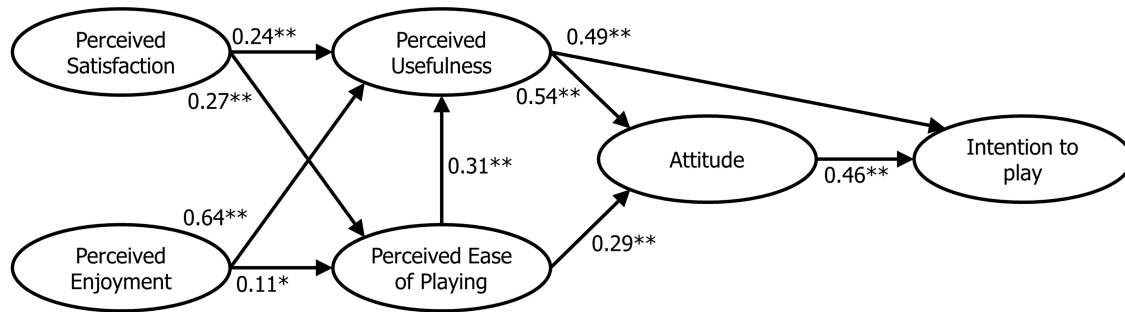 Perceived
Satisfaction
0.24**
Perceived
Usefulness
0.49**
0.27**
0.54**
Attitude
Intention to
play
0.31**
0.46**
0.64**
Perceived
Enjoyment
0.11*
Perceived Ease
of Playing
0.29**